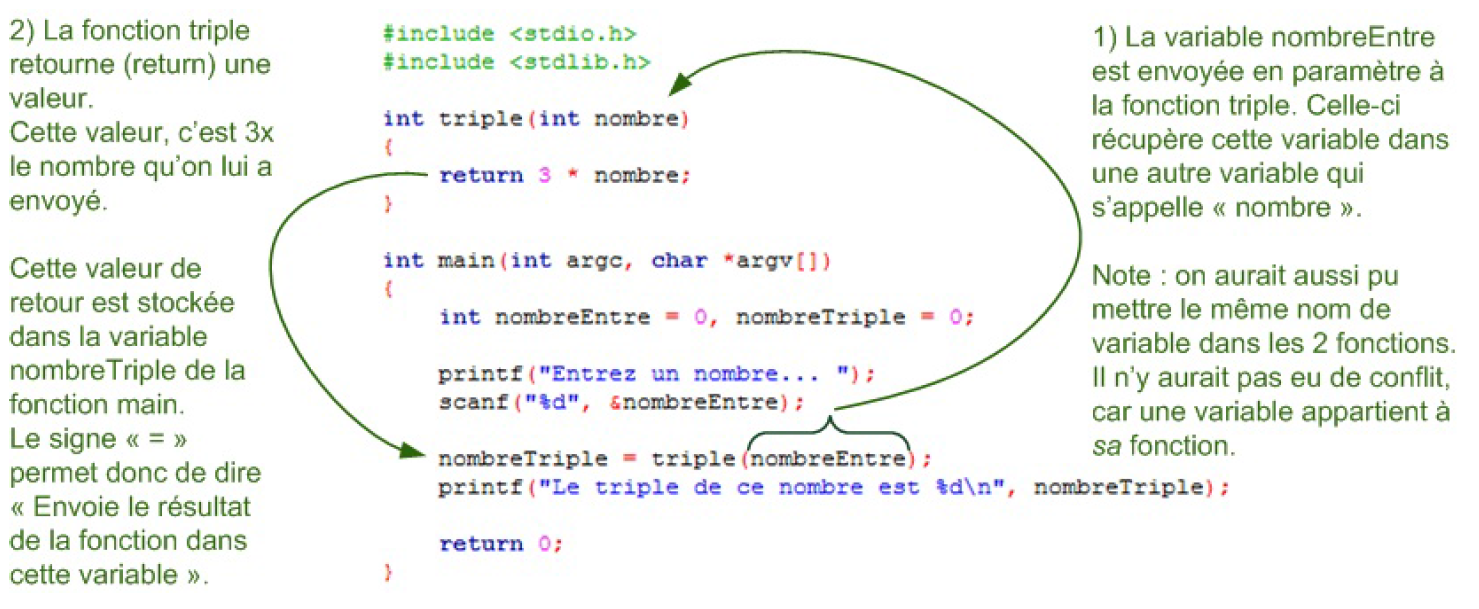 2) La fonction triple
retourne (return) une
valeur.
Cette valeur, c'est 3x
le nombre qu'on lui a
envoyé.
Cette valeur de
retour est stockée
dans la variable
nombreTriple de la
fonction main.
Le signe « = »
permet donc de dire
« Envoie le résultat
de la fonction dans
cette variable ».
#include <stdio.h>
#include <stdlib.h>
int triple(int nombre)
{
return 3 * nombre;
}
int main(int argc, char *argv[])
{
int nombreEntre = 0, nombreTriple = 0;
printf("Entrez un nombre... ");
scanf("%d", &nombreEntre);
nombreTriple = triple(nombreEntre);
printf("Le triple de ce nombre est %d\n", nombreTriple);
return 0;
}
1) La variable nombreEntre
est envoyée en paramètre à
la fonction triple. Celle-ci
récupère cette variable dans
une autre variable qui
s'appelle « nombre ».
Note : on aurait aussi pu
mettre le même nom de
variable dans les 2 fonctions.
Il n'y aurait pas eu de conflit,
car une variable appartient à
sa fonction.